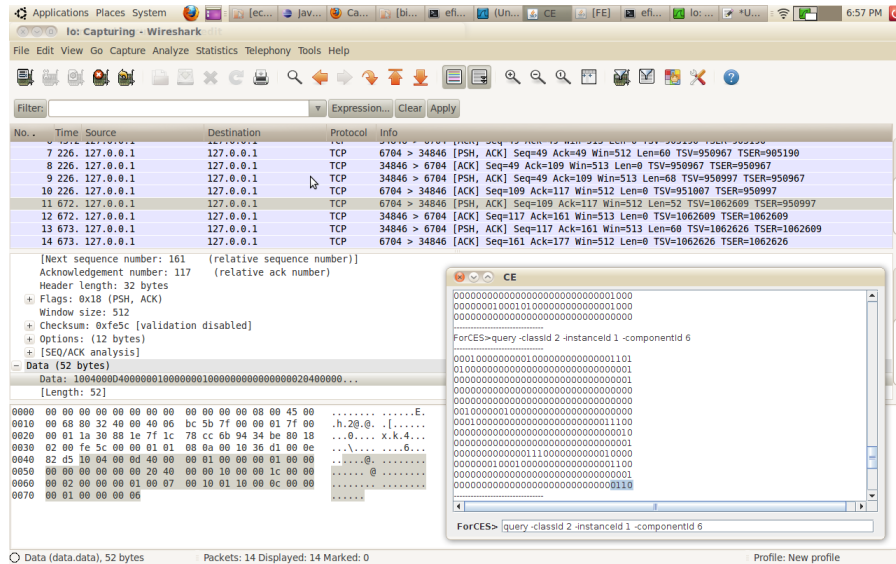 Applications Places System [ec... Jav... Ca... [bi... efi... (Un... CE [FE] efi... lo: ... *U... 6:57 PM
lo: Capturing - Wireshark
File Edit View Go Capture Analyze Statistics Telephony Tools Help
Filter: Expression... Clear Apply
No. . Time Source Destination Protocol Info
7 226. 127.0.0.1 127.0.0.1 TCP 6704 > 34846 [PSH, ACK] Seq=49 Ack=49 Win=512 Len=60 TSV=950967 TSER=905190
8 226. 127.0.0.1 127.0.0.1 TCP 34846 > 6704 [ACK] Seq=49 Ack=109 Win=513 Len=0 TSV=950967 TSER=950967
9 226. 127.0.0.1 127.0.0.1 TCP 34846 > 6704 [PSH, ACK] Seq=49 Ack=109 Win=513 Len=68 TSV=950997 TSER=950967
10 226. 127.0.0.1 127.0.0.1 TCP 6704 > 34846 [ACK] Seq=109 Ack=117 Win=512 Len=0 TSV=951007 TSER=950997
11 672. 127.0.0.1 127.0.0.1 TCP 6704 > 34846 [PSH, ACK] Seq=109 Ack=117 Win=512 Len=52 TSV=1062609 TSER=950997
12 672. 127.0.0.1 127.0.0.1 TCP 34846 > 6704 [ACK] Seq=117 Ack=161 Win=513 Len=0 TSV=1062609 TSER=1062609
13 673. 127.0.0.1 127.0.0.1 TCP 34846 > 6704 [PSH, ACK] Seq=117 Ack=161 Win=513 Len=60 TSV=1062626 TSER=1062609
14 673. 127.0.0.1 127.0.0.1 TCP 6704 > 34846 [ACK] Seq=161 Ack=177 Win=512 Len=0 TSV=1062626 TSER=1062626
[Next sequence number: 161 (relative sequence number)]
Acknowledgement number: 117 (relative ack number)
Header length: 32 bytes
Flags: 0x18 (PSH, ACK)
Window size: 512
Checksum: 0xfe5c [validation disabled]
Options: (12 bytes)
[SEQ/ACK analysis]
Data (52 bytes)
Data: 1004000D4000000100000001000000000000000020400000...
[Length: 52]
0000 00 00 00 00 00 00 00 00 00 00 00 00 08 00 45 00 ........ ......E.
0010 00 68 80 32 40 00 40 06 bc 5b 7f 00 00 01 7f 00 .h.2@.@. .[......
0020 00 01 1a 30 88 1e 7f 1c 78 cc 6b 94 34 be 80 18 ...0.... x.k.4...
0030 02 00 fe 5c 00 00 01 01 08 0a 00 10 36 d1 00 0e ...\.... ....6...
0040 82 d5 10 04 00 0d 40 00 00 01 00 00 00 01 00 00 ......@. ........
0050 00 00 00 00 00 00 20 40 00 00 10 00 00 1c 00 00 ...... @ ........
0060 00 02 00 00 00 01 00 07 00 10 01 10 00 0c 00 00 ........ ........
0070 00 01 00 00 00 06 ......
CE
00000000000000000000000000001000
00000001000101000000000000001000
00000000000000000000000000000000
-------------------------------
ForCES>query -classId 2 -instanceId 1 -componentId 6
-------------------------------
00010000000001000000000000001101
01000000000000000000000000000001
00000000000000000000000000000001
00000000000000000000000000000000
00000000000000000000000000000000
00100000010000000000000000000000
00010000000000000000000000011100
00000000000000000000000000000010
00000000000000000000000000000001
00000000000001110000000000010000
00000001000100000000000000001100
00000000000000000000000000000001
00000000000000000000000000000110
-------------------------------
ForCES> query -classId 2 -instanceId 1 -componentId 6
Data (data.data), 52 bytes Packets: 14 Displayed: 14 Marked: 0 Profile: New profile